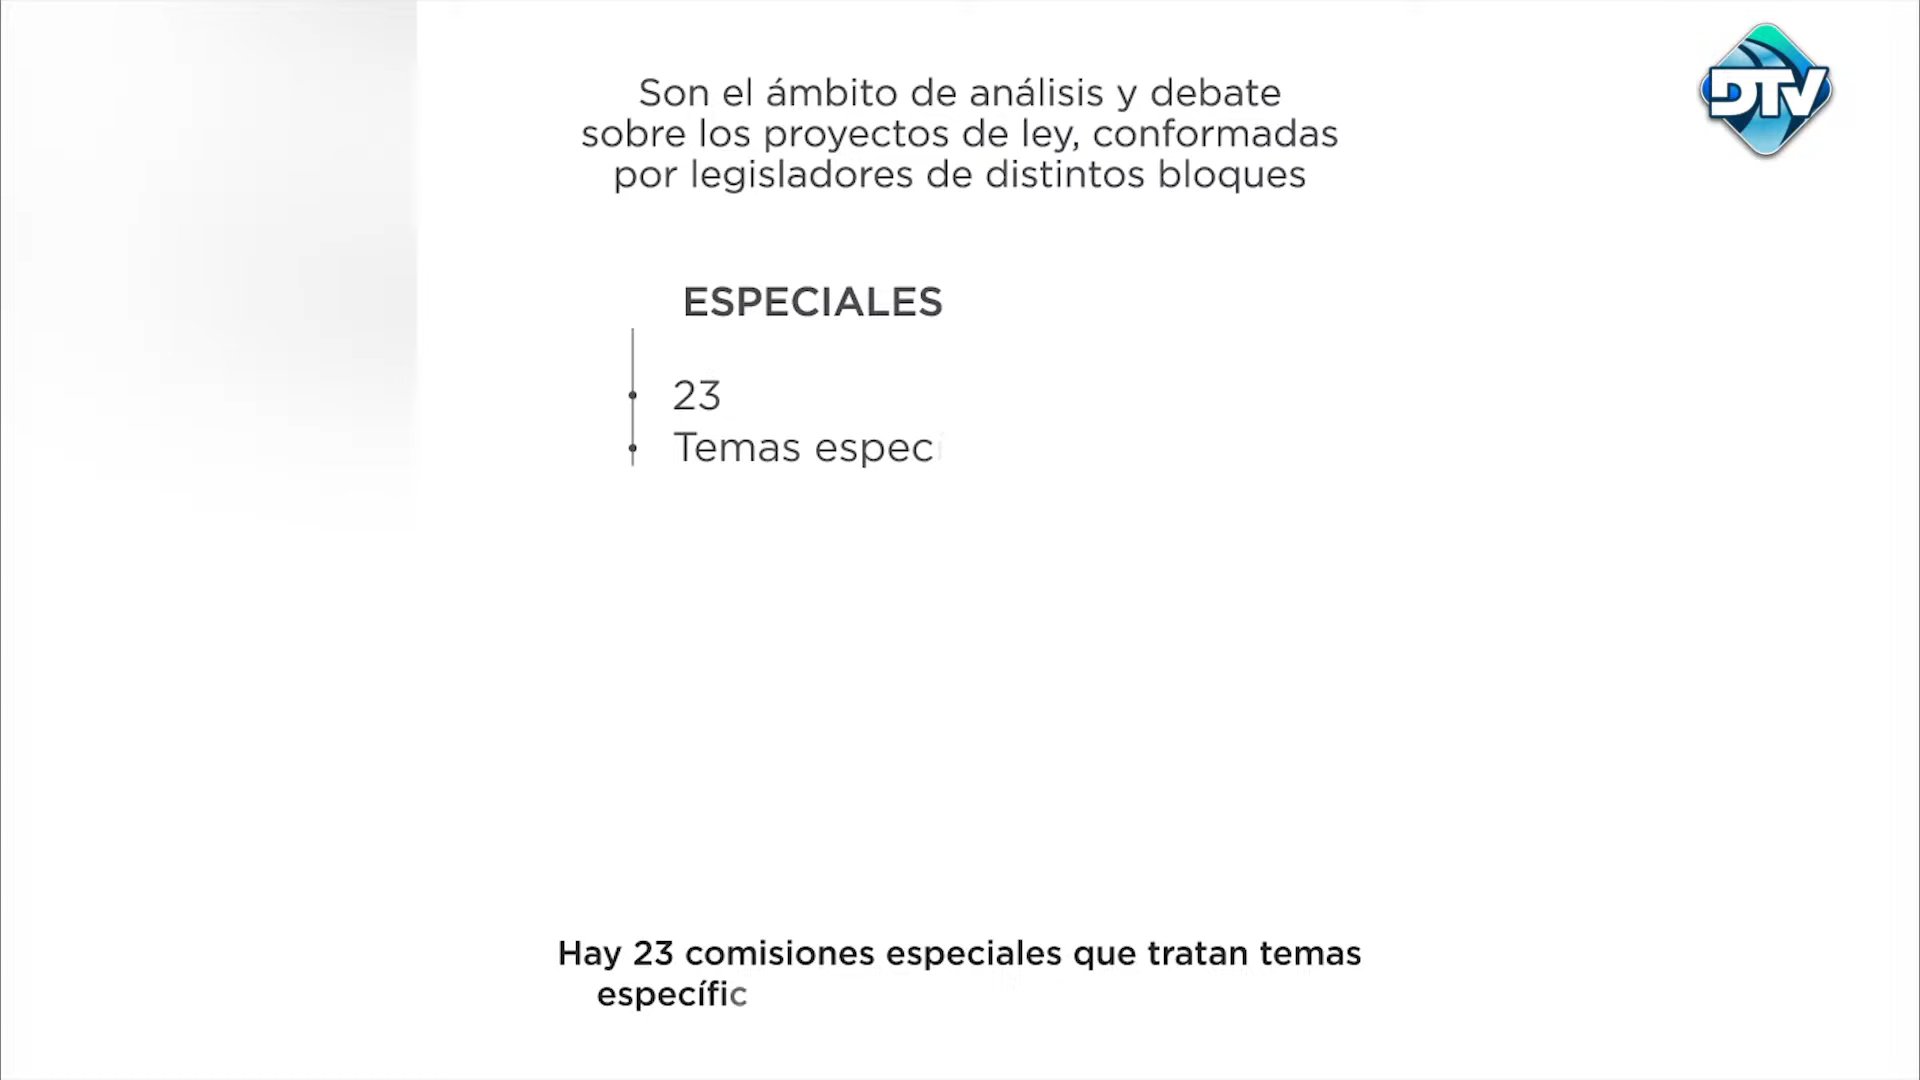 DTV
Son el ámbito de análisis y debate
sobre los proyectos de ley, conformadas
por legisladores de distintos bloques
ESPECIALES
23
Temas especí
Hay 23 comisiones especiales que tratan temas
específic